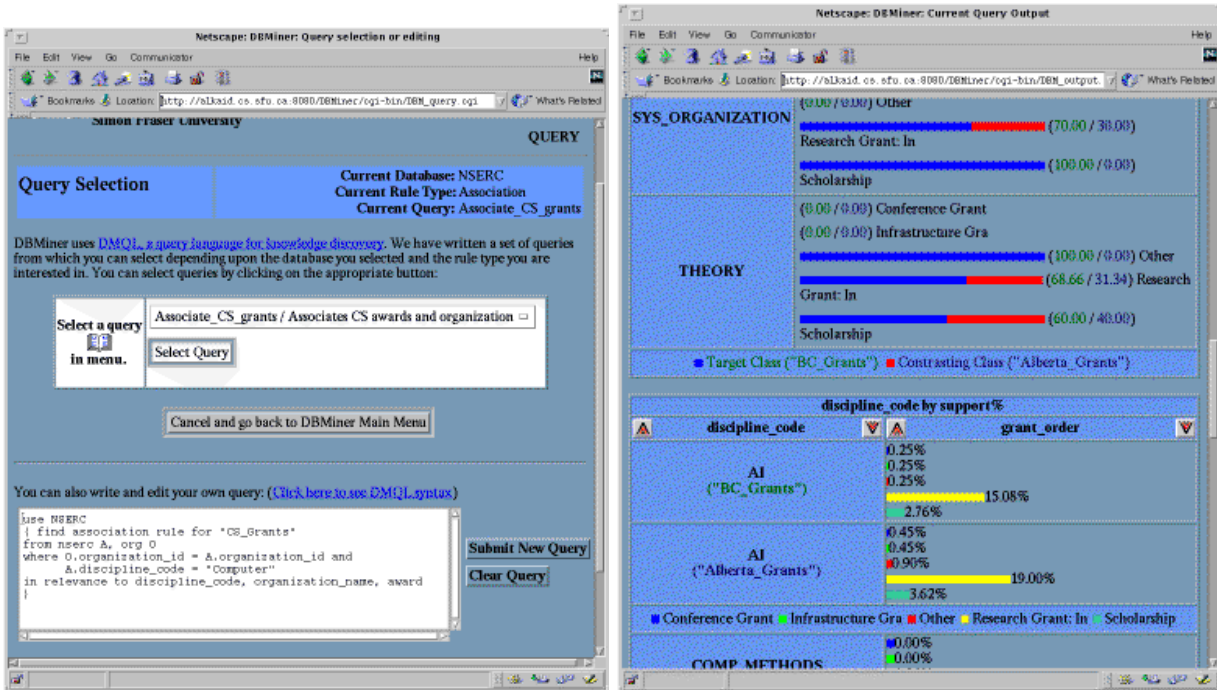 Netscape: DBMiner: Query selection or editing
File Edit View Go Communicator Help
Bookmarks Location: http://alkaid.cs.sfu.ca:8080/DBMiner/cgi-bin/DBM_query.cgi What's Related
Simon Fraser University
QUERY
Query Selection
Current Database: NSERC
Current Rule Type: Association
Current Query: Associate_CS_grants
DBMiner uses DMQL, a query language for knowledge discovery. We have written a set of queries
from which you can select depending upon the database you selected and the rule type you are
interested in. You can select queries by clicking on the appropriate button:
Select a query
in menu.
Associate_CS_grants / Associates CS awards and organization
Select Query
Cancel and go back to DBMiner Main Menu
You can also write and edit your own query: (Click here to see DMQL syntax)
use NSERC
{ find association rule for "CS_Grants"
from nserc A, org O
where O.organization_id = A.organization_id and
A.discipline_code = "Computer"
in relevance to discipline_code, organization_name, award
}
Submit New Query
Clear Query
Netscape: DBMiner: Current Query Output
File Edit View Go Communicator Help
Bookmarks Location: http://alkaid.cs.sfu.ca:8080/DBMiner/cgi-bin/DBM_output. What's Related
SYS_ORGANIZATION
(0.00 / 0.00) Other
(70.00 / 30.00)
Research Grant: In
(100.00 / 0.00)
Scholarship
THEORY
(0.00 / 0.00) Conference Grant
(0.00 / 0.00) Infrastructure Gra
(100.00 / 0.00) Other
(68.66 / 31.34) Research
Grant: In
(60.00 / 40.00)
Scholarship
Target Class ("BC_Grants") Contrasting Class ("Alberta_Grants")
discipline_code by support%
discipline_code grant_order
AI
("BC_Grants")
0.25%
0.25%
0.25%
15.08%
2.76%
AI
("Alberta_Grants")
0.45%
0.45%
0.90%
19.00%
3.62%
Conference Grant Infrastructure Gra Other Research Grant: In Scholarship
COMP_METHODS
0.00%
0.00%